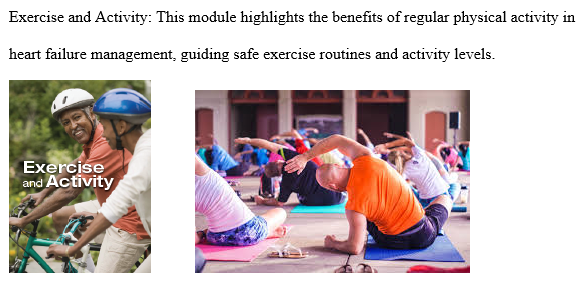 Exercise and Activity: This module highlights the benefits of regular physical activity in
heart failure management, guiding safe exercise routines and activity levels.
Exercise
and Activity